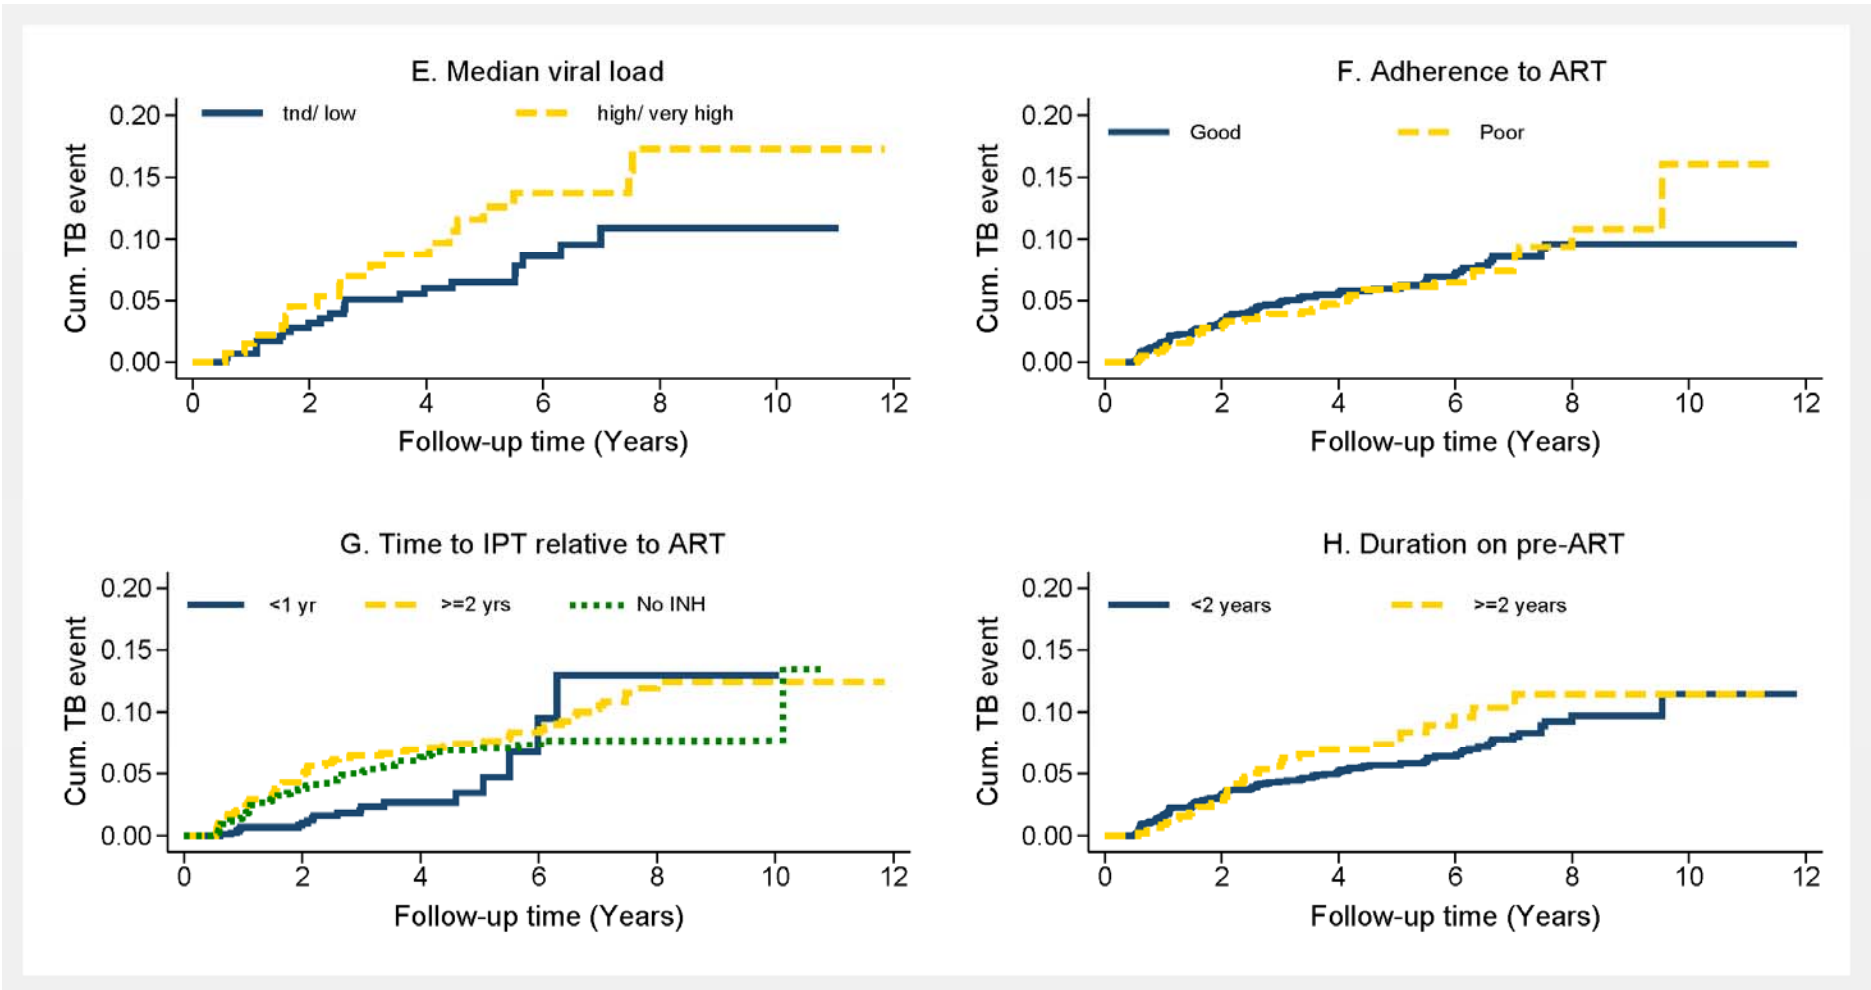 E. Median viral load
tnd/ low high/ very high
Cum. TB event
0.20
0.15
0.10
0.05
0.00
0 2 4 6 8 10 12
Follow-up time (Years)
F. Adherence to ART
Good Poor
Cum. TB event
0.20
0.15
0.10
0.05
0.00
0 2 4 6 8 10 12
Follow-up time (Years)
G. Time to IPT relative to ART
<1 yr >=2 yrs No INH
Cum. TB event
0.20
0.15
0.10
0.05
0.00
0 2 4 6 8 10 12
Follow-up time (Years)
H. Duration on pre-ART
<2 years >=2 years
Cum. TB event
0.20
0.15
0.10
0.05
0.00
0 2 4 6 8 10 12
Follow-up time (Years)